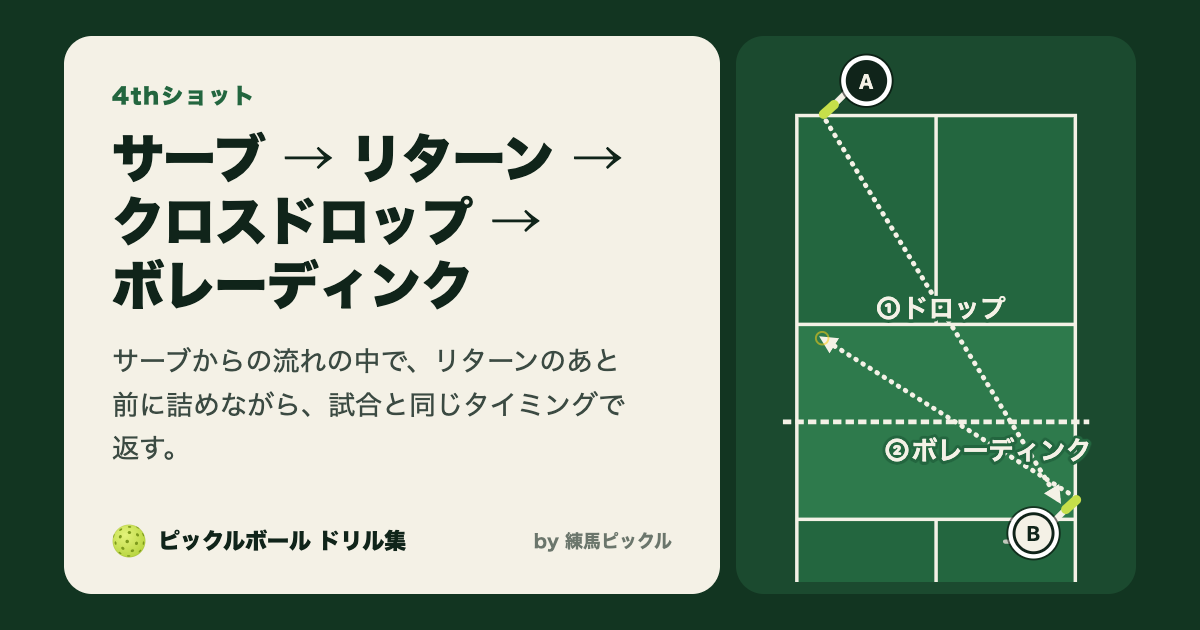 4thショット
サーブ → リターン →
クロスドロップ →
ボレーディンク
サーブからの流れの中で、リターンのあと
前に詰めながら、試合と同じタイミングで
返す。
ピックルボール ドリル集
by 練馬ピックル
A
①ドロップ
②ボレーディンク
B